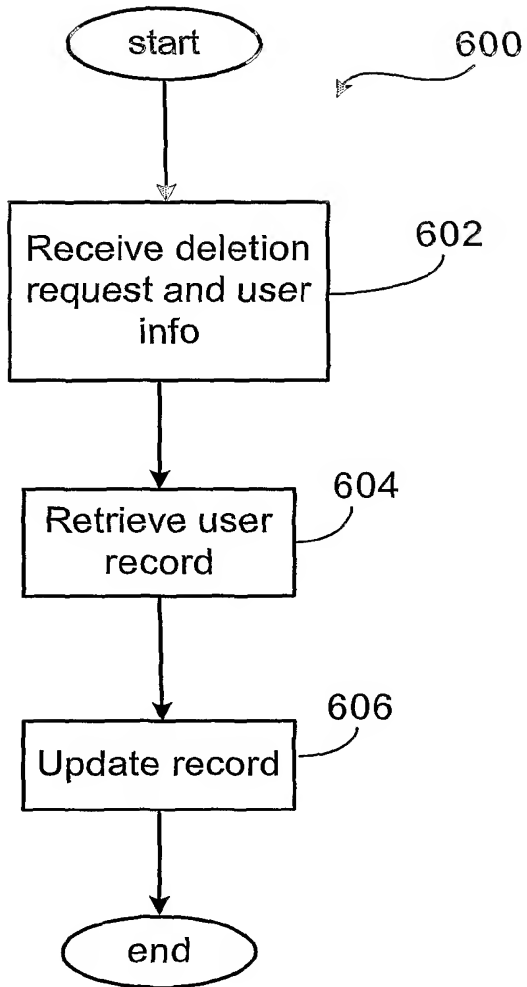 start
600
Receive deletion
request and user
info
602
Retrieve user
record
604
Update record
606
end